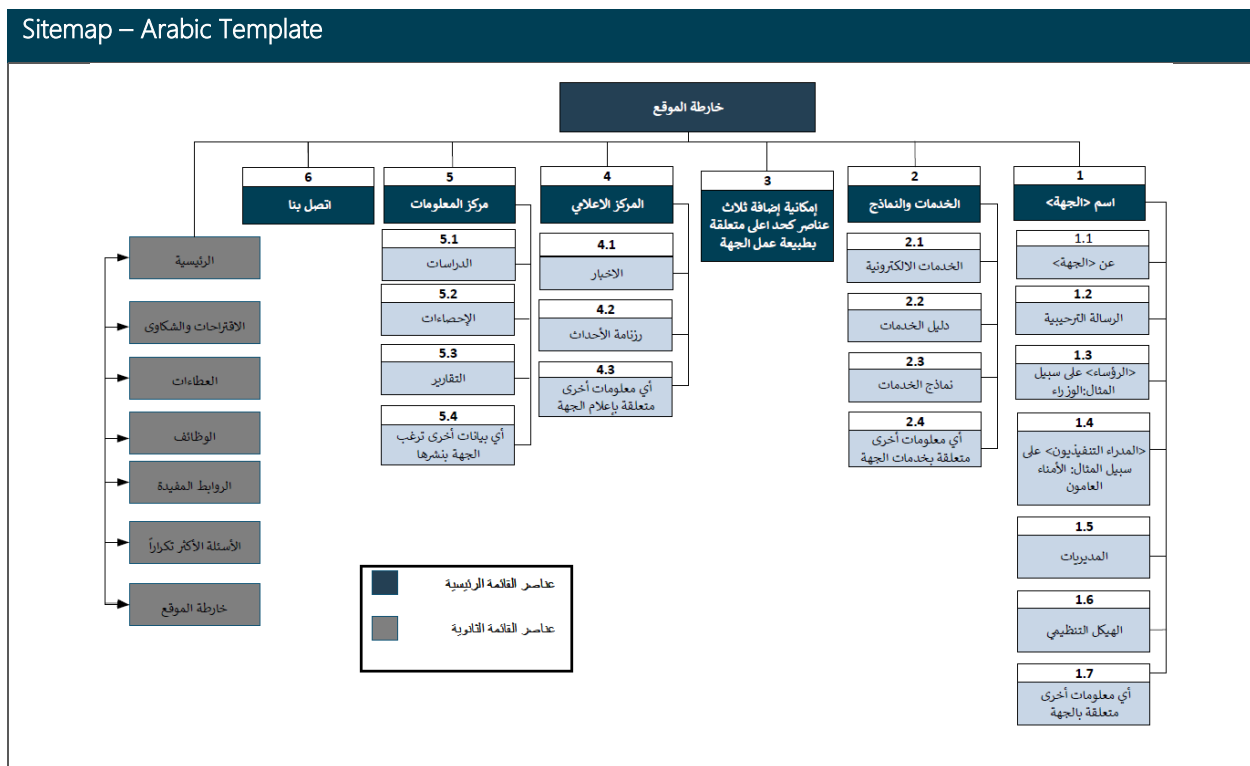 Sitemap – Arabic Template
خارطة الموقع
1
اسم <الجهة>
1.1
عن <الجهة>
1.2
الرسالة الترحيبية
1.3
<الرؤساء> على سبيل
المثال:الوزراء
1.4
<المدراء التنفيذيون> على
سبيل المثال: الأمناء
العامون
1.5
المديريات
1.6
الهيكل التنظيمي
1.7
أي معلومات أخرى
متعلقة بالجهة
2
الخدمات والنماذج
2.1
الخدمات الالكترونية
2.2
دليل الخدمات
2.3
نماذج الخدمات
2.4
أي معلومات أخرى
متعلقة بخدمات الجهة
3
إمكانية إضافة ثلاث
عناصر كحد اعلى متعلقة
بطبيعة عمل الجهة
4
المركز الاعلامي
4.1
الاخبار
4.2
رزنامة الأحداث
4.3
أي معلومات أخرى
متعلقة بإعلام الجهة
5
مركز المعلومات
5.1
الدراسات
5.2
الإحصاءات
5.3
التقارير
5.4
أي بيانات أخرى ترغب
الجهة بنشرها
6
اتصل بنا
الرئيسية
الاقتراحات والشكاوى
العطاءات
الوظائف
الروابط المفيدة
الأسئلة الأكثر تكراراً
خارطة الموقع
عناصر القائمة الرئيسية
عناصر القائمة الثانوية